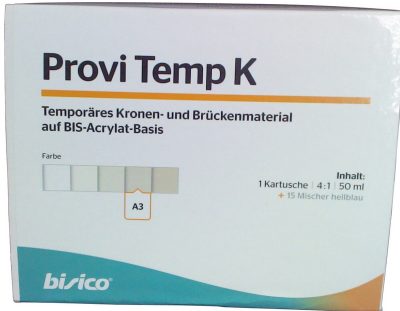 Provi Temp K
Temporäres Kronen- und Brückenmaterial
auf BIS-Acrylat-Basis
Farbe
A3
Inhalt:
1 Kartusche | 4:1 | 50 ml
+ 15 Mischer hellblau
bisico®